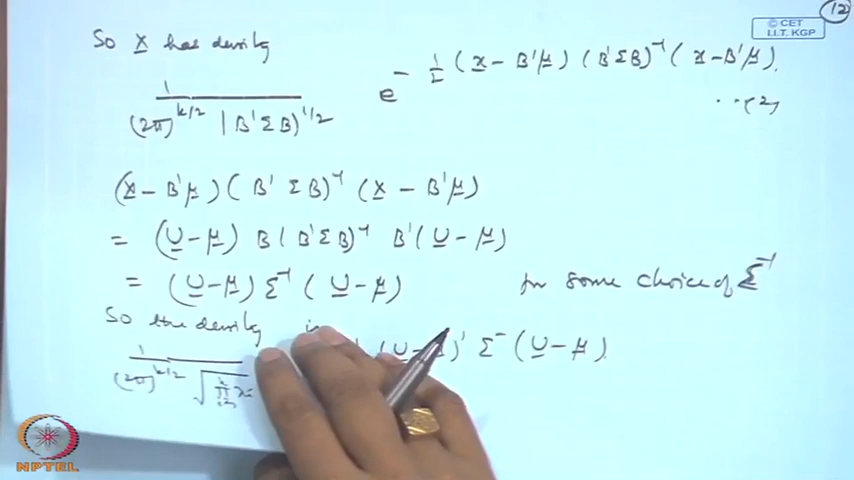 12
© CET
I.I.T. KGP
So x has density
1 / (2π)^{k/2} |B'ΣB|^{1/2} e^{-1/2 (x - B'μ) (B'ΣB)^{-1} (x - B'μ)}
...(2)
(x - B'μ) (B'ΣB)^{-1} (x - B'μ)
= (U - μ) B (B'ΣB)^{-1} B' (U - μ)
= (U - μ) Σ^{-1} (U - μ) for some choice of Σ^{-1}
So the density is
1 / (2π)^{k/2} √ (U - )' Σ^{-} (U - μ)
NPTEL